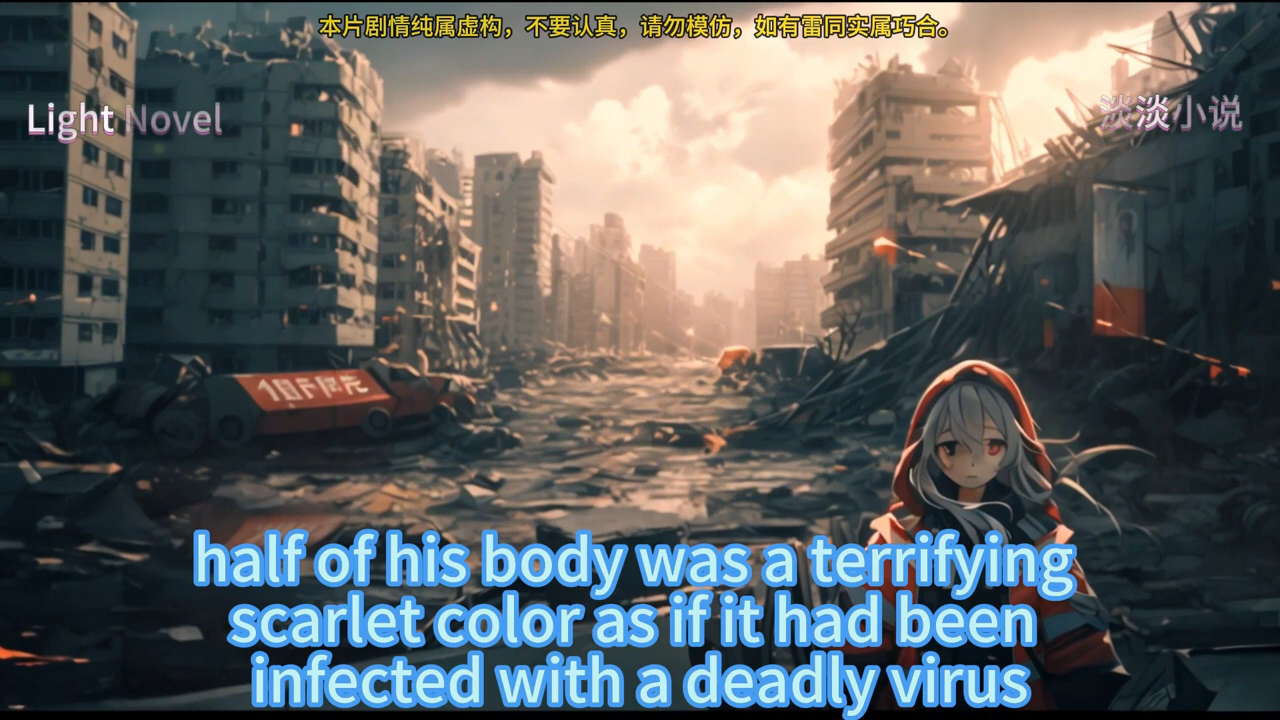 本片剧情纯属虚构，不要认真，请勿模仿，如有雷同实属巧合。
Light Novel
淡淡小说
half of his body was a terrifying
scarlet color as if it had been
infected with a deadly virus